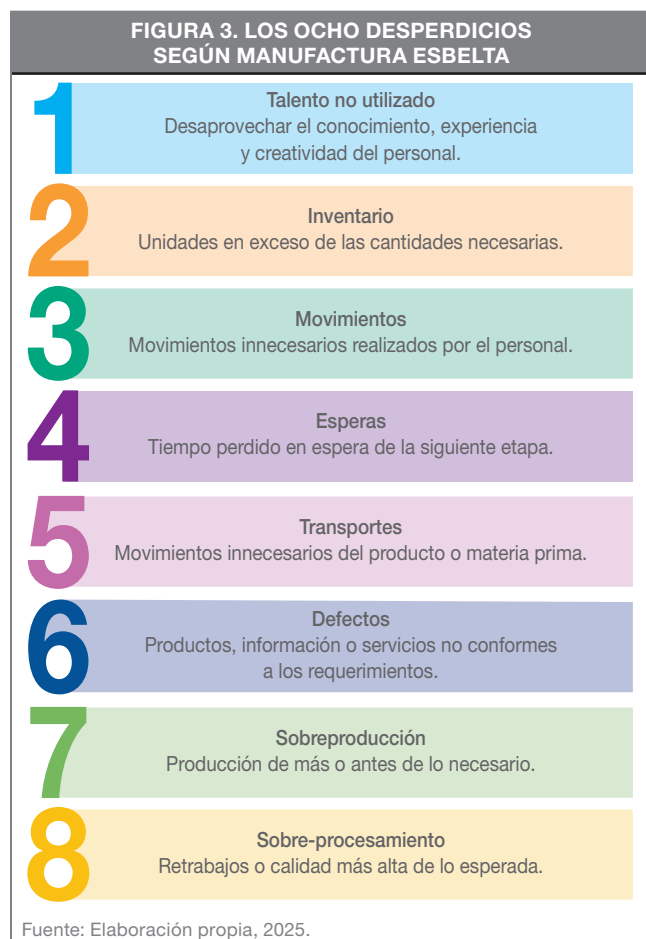 FIGURA 3. LOS OCHO DESPERDICIOS
SEGÚN MANUFACTURA ESBELTA
1
Talento no utilizado
Desaprovechar el conocimiento, experiencia
y creatividad del personal.
2
Inventario
Unidades en exceso de las cantidades necesarias.
3
Movimientos
Movimientos innecesarios realizados por el personal.
4
Esperas
Tiempo perdido en espera de la siguiente etapa.
5
Transportes
Movimientos innecesarios del producto o materia prima.
6
Defectos
Productos, información o servicios no conformes
a los requerimientos.
7
Sobreproducción
Producción de más o antes de lo necesario.
8
Sobre-procesamiento
Retrabajos o calidad más alta de lo esperada.
Fuente: Elaboración propia, 2025.